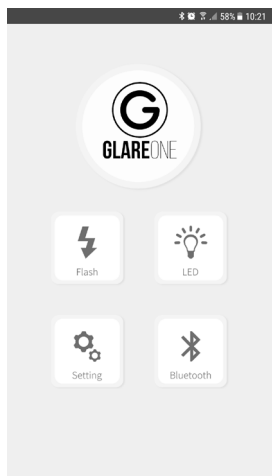 58% 10:21
G
GLAREONE
Flash
LED
Setting
Bluetooth